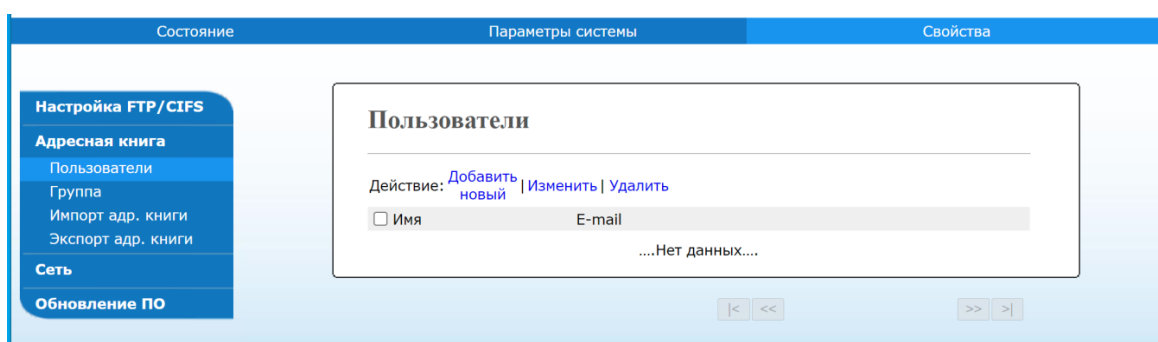 Состояние Параметры системы Свойства
Настройка FTP/CIFS
Адресная книга
Пользователи
Группа
Импорт адр. книги
Экспорт адр. книги
Сеть
Обновление ПО
Пользователи
Действие: Добавить новый | Изменить | Удалить
Имя E-mail
....Нет данных....
|< << >> >|